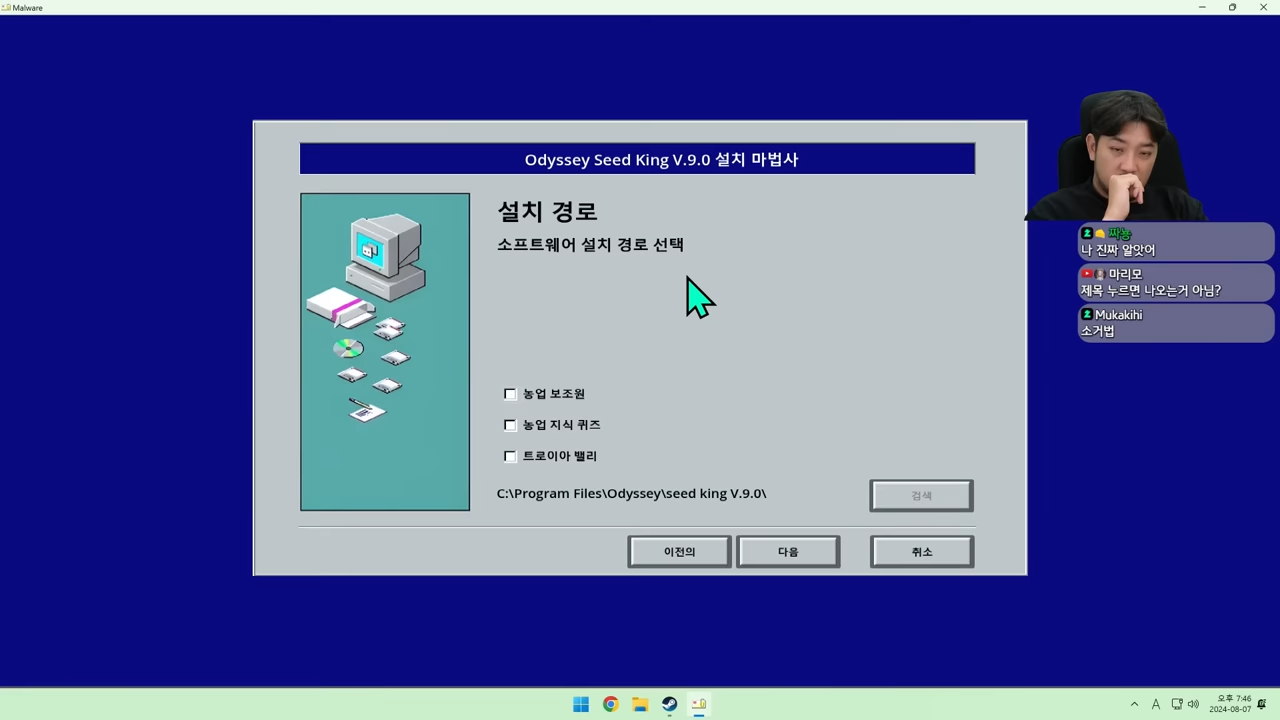 Malware
Odyssey Seed King V.9.0 설치 마법사
설치 경로
소프트웨어 설치 경로 선택
농업 보조원
농업 지식 퀴즈
트로이아 밸리
C:\Program Files\Odyssey\seed king V.9.0\
검색
이전의
다음
취소
짜농
나 진짜 알앗어
마리모
제목 누르면 나오는거 아님?
Mukakihi
소거법
A
오후 7:46
2024-08-07